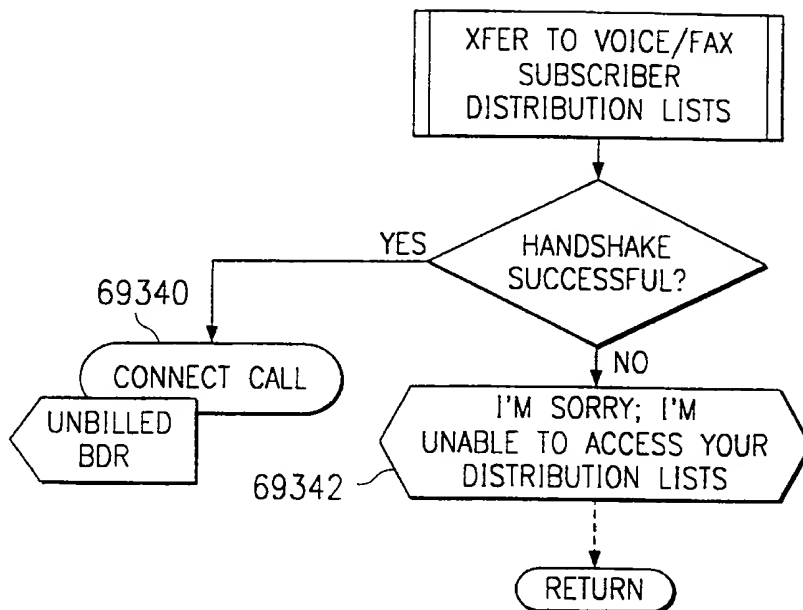 XFER TO VOICE/FAX
SUBSCRIBER
DISTRIBUTION LISTS
HANDSHAKE
SUCCESSFUL?
YES
NO
69340
CONNECT CALL
UNBILLED
BDR
I'M SORRY; I'M
UNABLE TO ACCESS YOUR
DISTRIBUTION LISTS
69342
RETURN